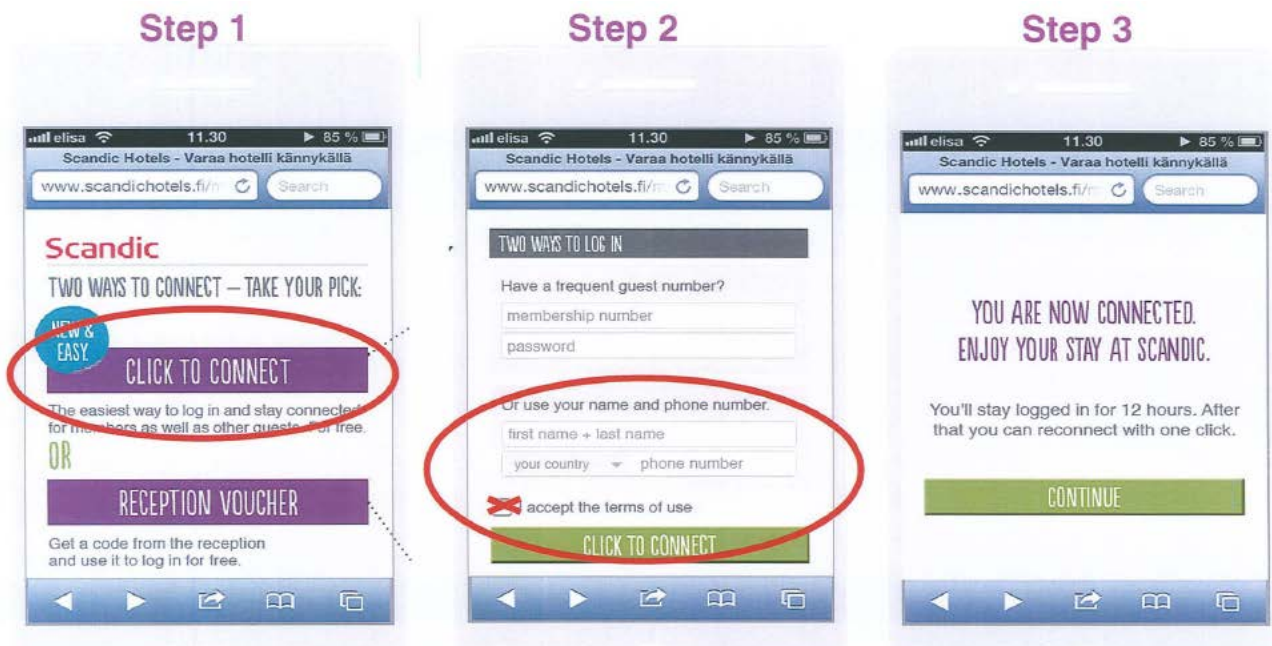 Step 1
elisa 11.30 85 %
Scandic Hotels - Varaa hotelli kännykällä
www.scandichotels.fi/ Search
Scandic
TWO WAYS TO CONNECT – TAKE YOUR PICK:
NEW &
EASY.
CLICK TO CONNECT
The easiest way to log in and stay connected
for members as well as other guests. For free.
OR
RECEPTION VOUCHER
Get a code from the reception
and use it to log in for free.
Step 2
elisa 11.30 85 %
Scandic Hotels - Varaa hotelli kännykällä
www.scandichotels.fi/ Search
TWO WAYS TO LOG IN
Have a frequent guest number?
membership number
password
Or use your name and phone number.
first name + last name
your country phone number
accept the terms of use
CLICK TO CONNECT
Step 3
elisa 11.30 85 %
Scandic Hotels - Varaa hotelli kännykällä
www.scandichotels.fi/ Search
YOU ARE NOW CONNECTED.
ENJOY YOUR STAY AT SCANDIC.
You'll stay logged in for 12 hours. After
that you can reconnect with one click.
CONTINUE